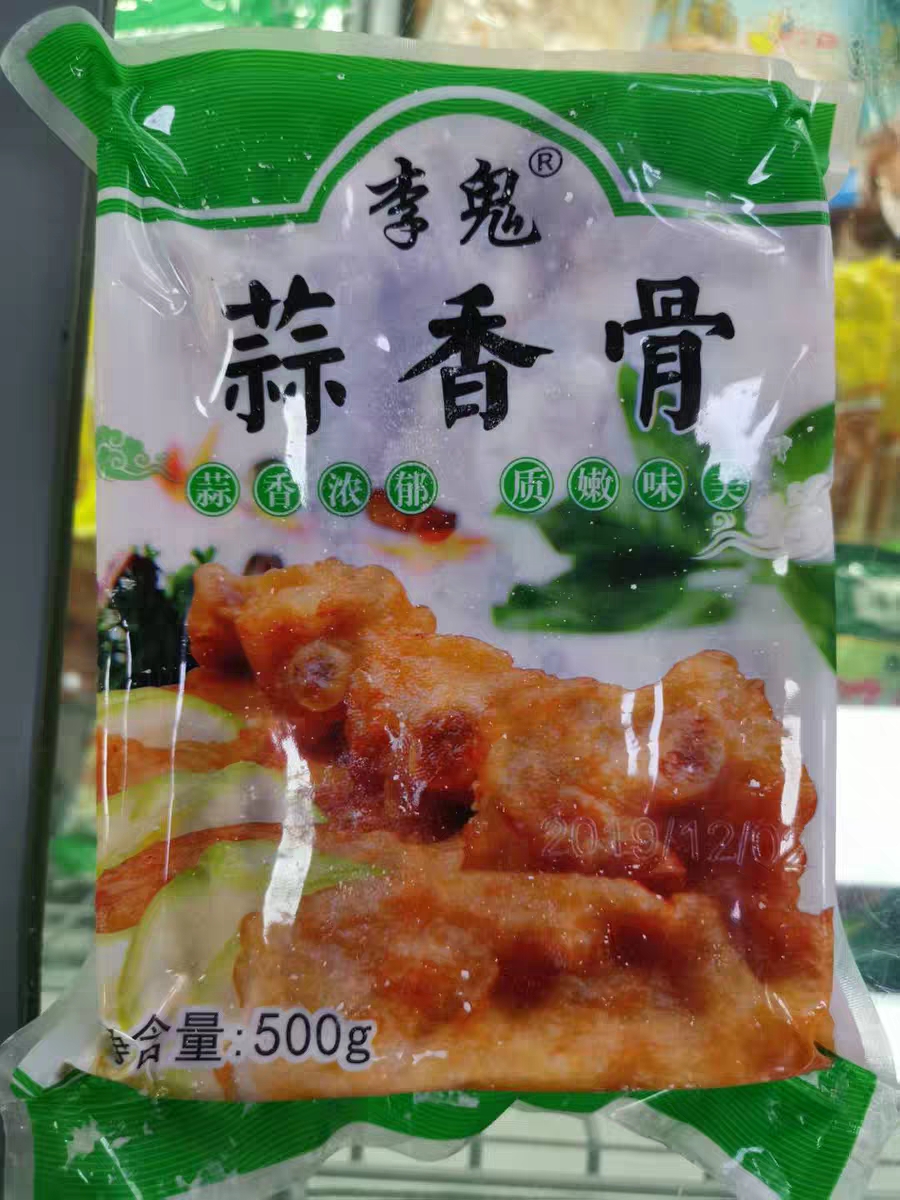 李鬼®
蒜香骨
蒜香浓郁 质嫩味美
2019/12/0
净含量:500g